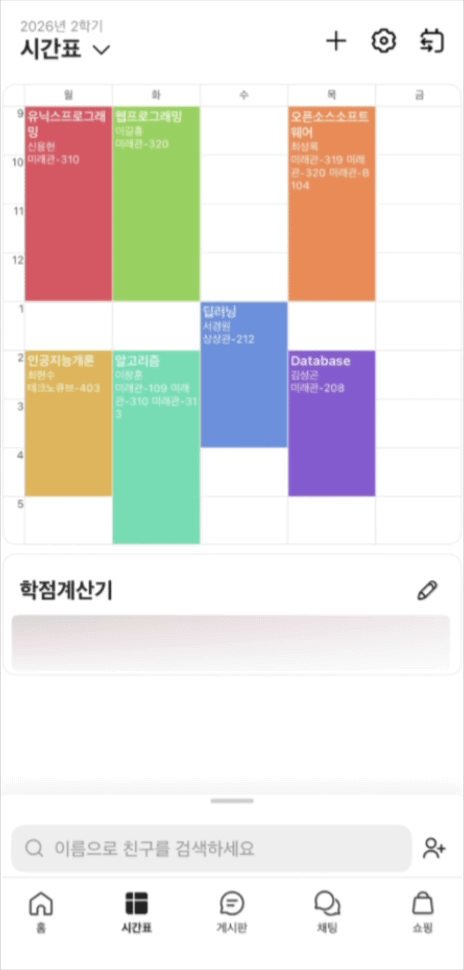 2026년 2학기
시간표
월 화 수 목 금
9
유닉스프로그래
밍
신용현
미래관-310
웹프로그래밍
이길흥
미래관-320
오픈소스소프트
웨어
최성록
미래관-319 미래
관-320 미래관-B
104
10
11
12
1
딥러닝
서경원
상상관-212
2
인공지능개론
최현수
테크노큐브-403
알고리즘
이창훈
미래관-109 미래
관-310 미래관-31
3
Database
김성곤
미래관-208
3
4
5
학점계산기
이름으로 친구를 검색하세요
홈 시간표 게시판 채팅 쇼핑